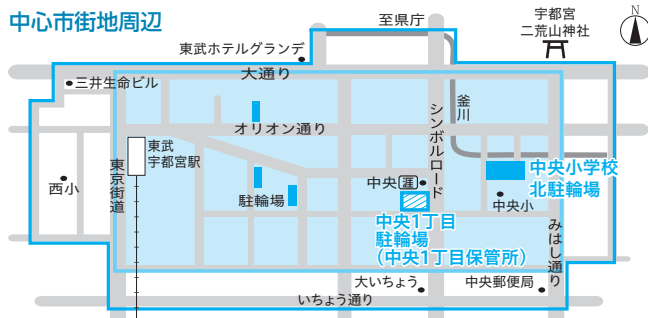 中心市街地周辺
至県庁
宇都宮
二荒山神社
N
東武ホテルグランデ
大通り
三井生命ビル
オリオン通り
シンボルロード
釜川
東武
宇都宮駅
東京街道
西小
駐輪場
中央涯
中央小学校
北駐輪場
中央小
中央1丁目
駐輪場
(中央1丁目保管所)
みはし通り
大いちょう
中央郵便局
いちょう通り